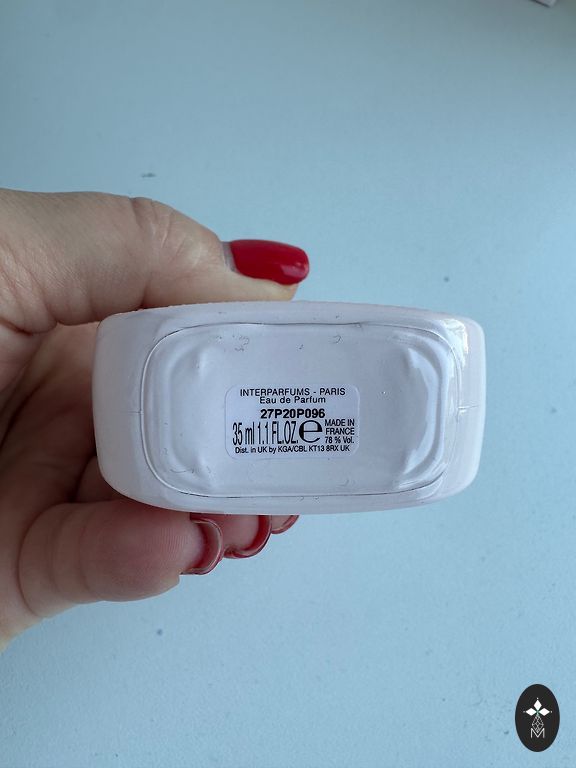 INTERPARFUMS - PARIS
Eau de Parfum
27P20P096
35 ml 1.1 FL.OZ. ℮ MADE IN FRANCE
78 % Vol.
Dist. in UK by KGA/CBL KT13 8RX UK
M